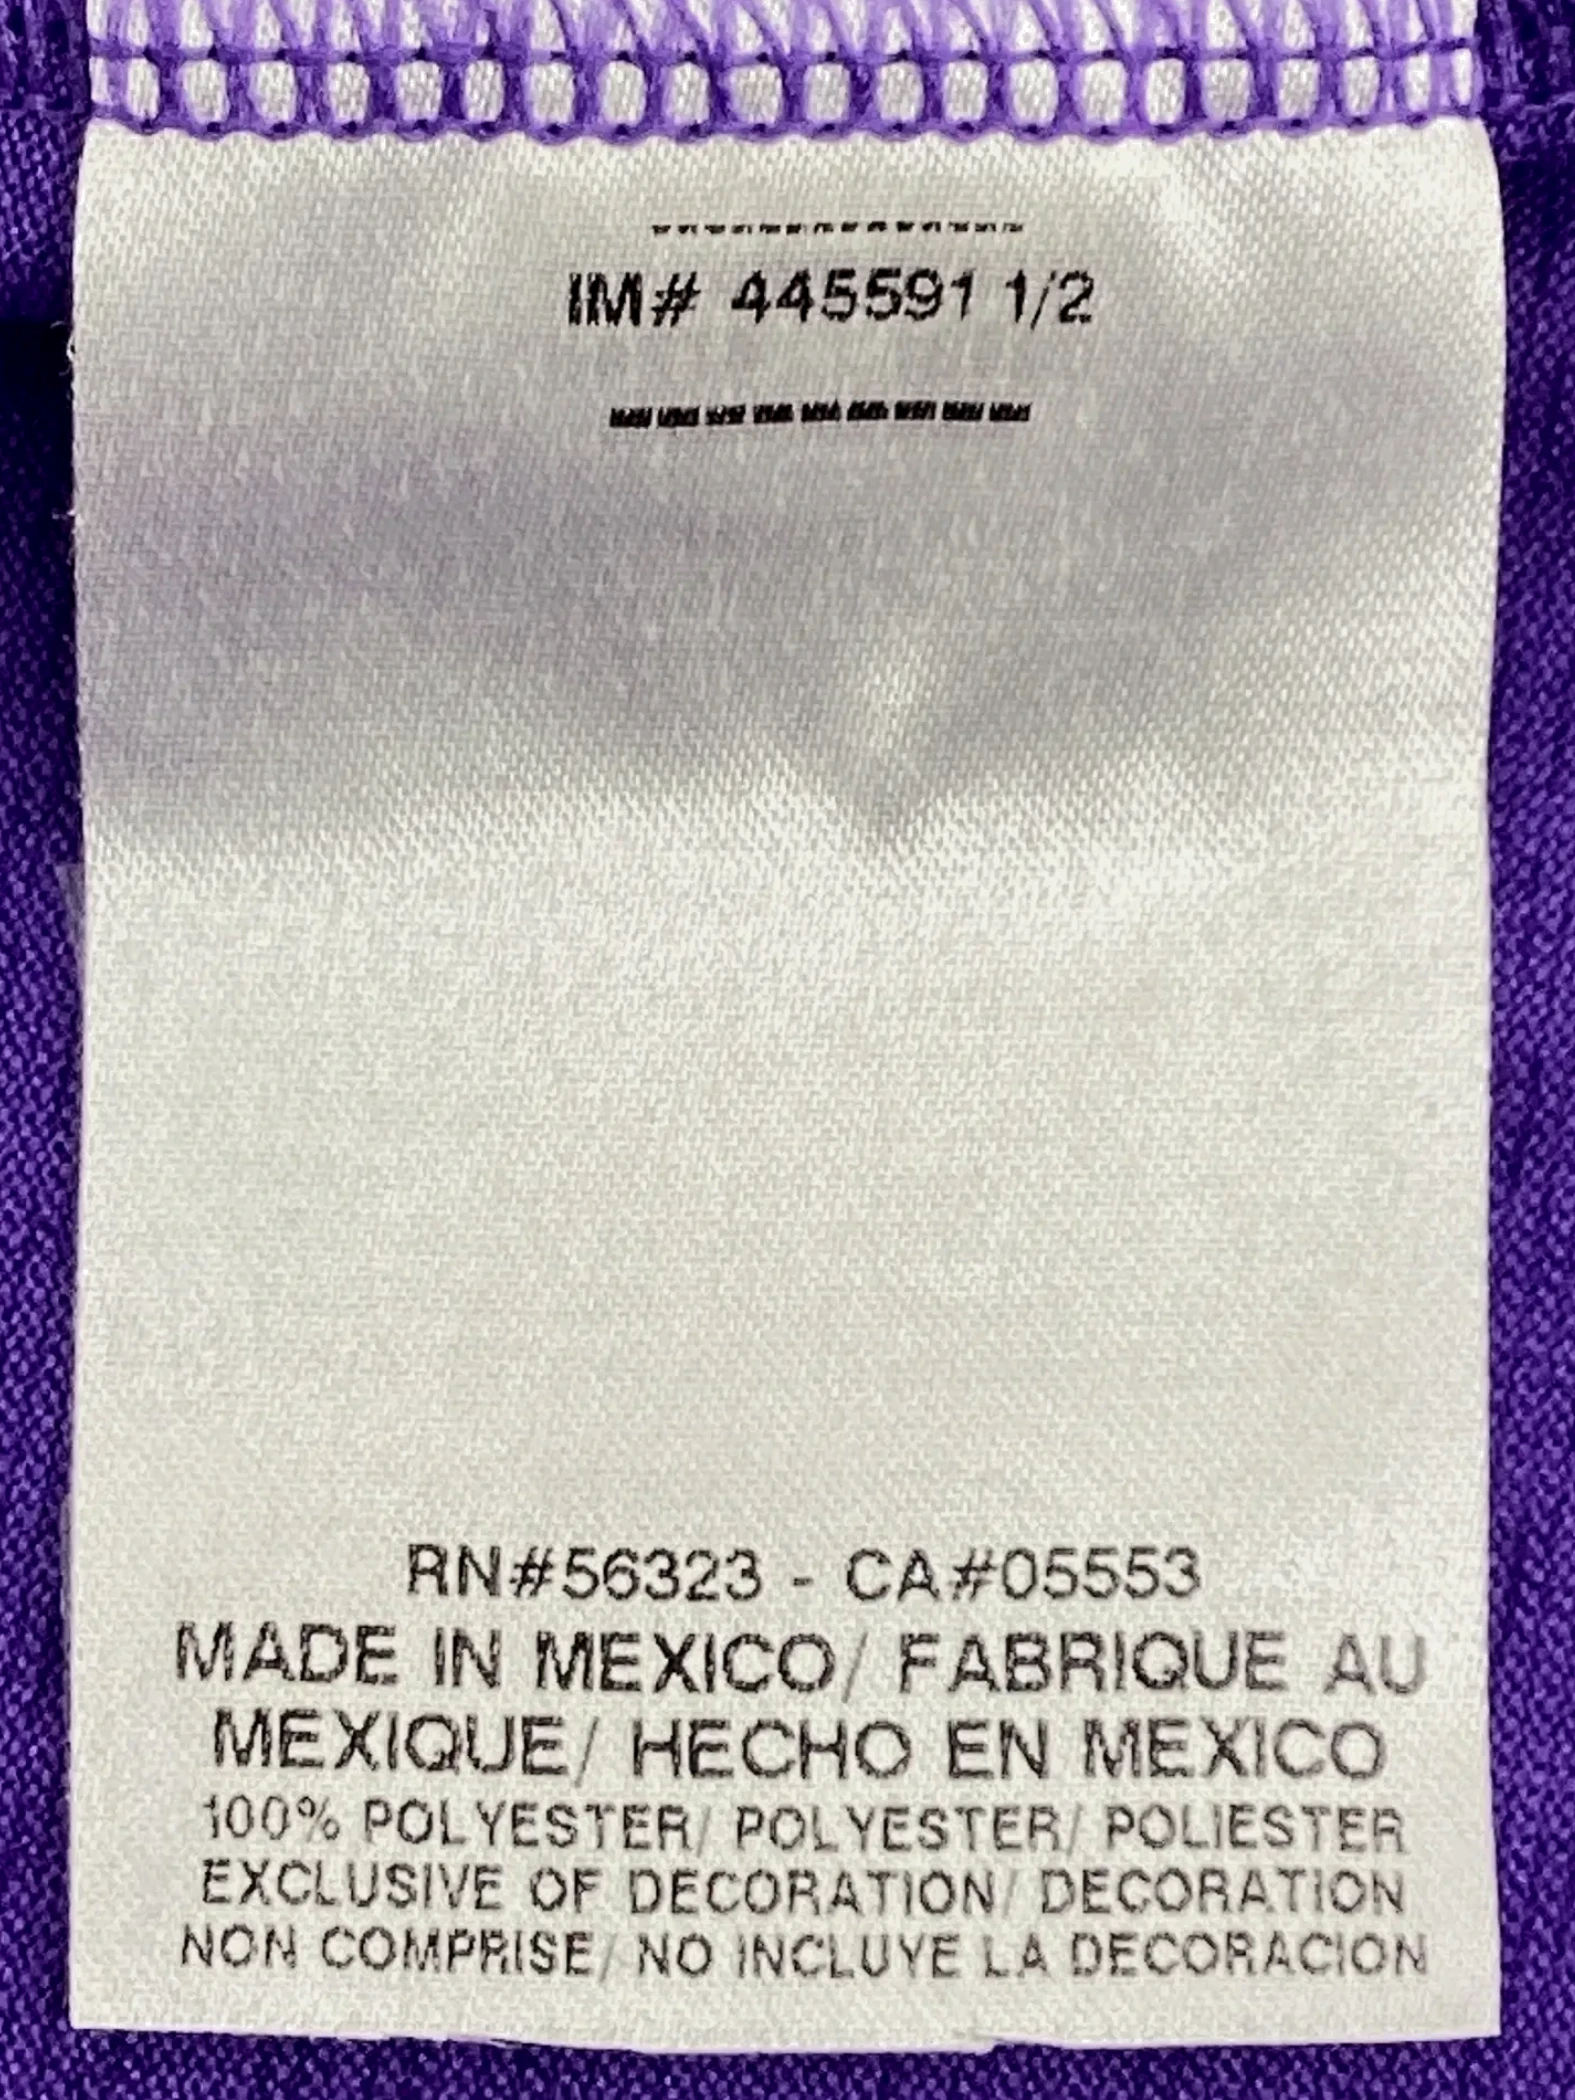 IM# 445591 1/2
RN#56323 - CA#05553
MADE IN MEXICO/ FABRIQUE AU
MEXIQUE/ HECHO EN MEXICO
100% POLYESTER/ POLYESTER/ POLIESTER
EXCLUSIVE OF DECORATION/ DECORATION
NON COMPRISE/ NO INCLUYE LA DECORACION